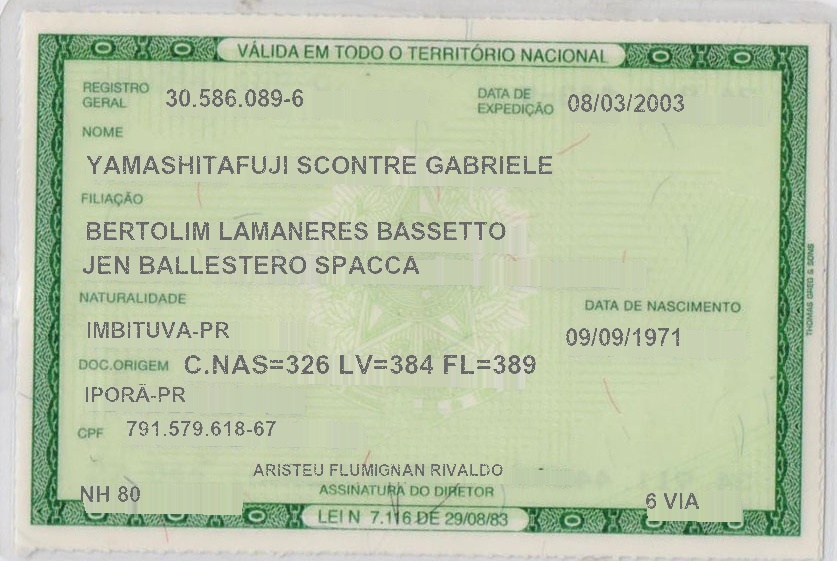 VÁLIDA EM TODO O TERRITÓRIO NACIONAL
REGISTRO GERAL 30.586.089-6 DATA DE EXPEDIÇÃO 08/03/2003
NOME
YAMASHITAFUJI SCONTRE GABRIELE
FILIAÇÃO
BERTOLIM LAMANERES BASSETTO
JEN BALLESTERO SPACCA
NATURALIDADE DATA DE NASCIMENTO
IMBITUVA-PR 09/09/1971
DOC.ORIGEM C.NAS=326 LV=384 FL=389
IPORÃ-PR
CPF 791.579.618-67
ARISTEU FLUMIGNAN RIVALDO
NH 80 ASSINATURA DO DIRETOR 6 VIA
LEI N 7.116 DE 29/08/83
THOMAS GREG & SONS